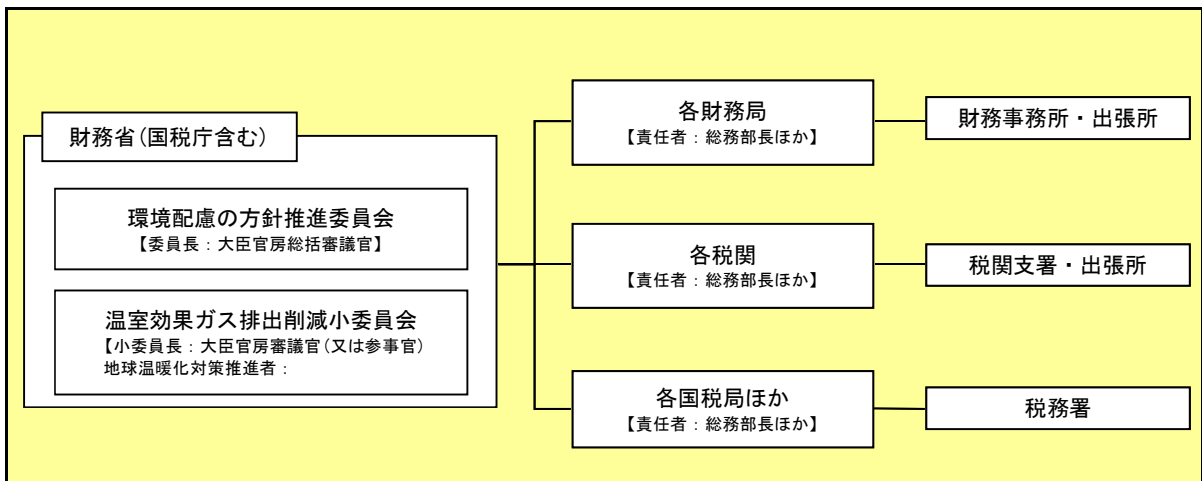 財務省(国税庁含む)
環境配慮の方針推進委員会
【委員長：大臣官房総括審議官】
温室効果ガス排出削減小委員会
【小委員長：大臣官房審議官(又は参事官)
地球温暖化対策推進者：
各財務局
【責任者：総務部長ほか】
財務事務所・出張所
各税関
【責任者：総務部長ほか】
税関支署・出張所
各国税局ほか
【責任者：総務部長ほか】
税務署